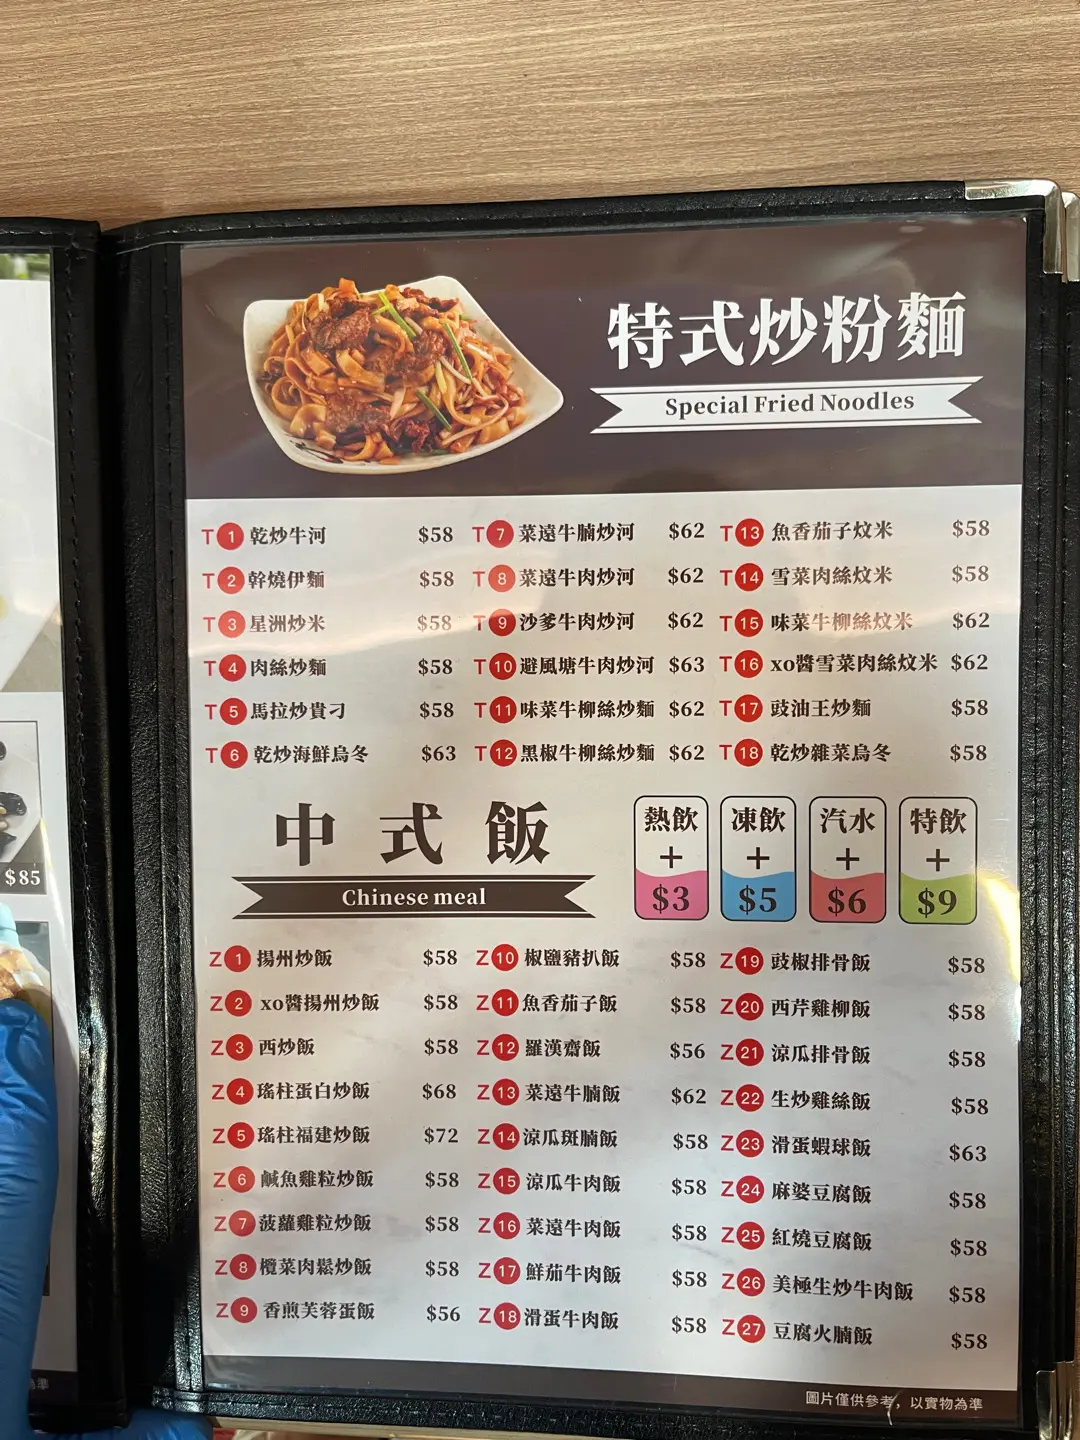 特式炒粉麵
Special Fried Noodles
T1 乾炒牛河 $58
T2 幹燒伊麵 $58
T3 星洲炒米 $58
T4 肉絲炒麵 $58
T5 馬拉炒貴刁 $58
T6 乾炒海鮮烏冬 $63
T7 菜遠牛腩炒河 $62
T8 菜遠牛肉炒河 $62
T9 沙爹牛肉炒河 $62
T10 避風塘牛肉炒河 $63
T11 味菜牛柳絲炒麵 $62
T12 黑椒牛柳絲炒麵 $62
T13 魚香茄子炆米 $58
T14 雪菜肉絲炆米 $58
T15 味菜牛柳絲炆米 $62
T16 xo醬雪菜肉絲炆米 $62
T17 豉油王炒麵 $58
T18 乾炒雜菜烏冬 $58
中式飯
Chinese meal
熱飲 + $3
凍飲 + $5
汽水 + $6
特飲 + $9
Z1 揚州炒飯 $58
Z2 xo醬揚州炒飯 $58
Z3 西炒飯 $58
Z4 瑤柱蛋白炒飯 $68
Z5 瑤柱福建炒飯 $72
Z6 鹹魚雞粒炒飯 $58
Z7 菠蘿雞粒炒飯 $58
Z8 欖菜肉鬆炒飯 $58
Z9 香煎芙蓉蛋飯 $56
Z10 椒鹽豬扒飯 $58
Z11 魚香茄子飯 $58
Z12 羅漢齋飯 $56
Z13 菜遠牛腩飯 $62
Z14 涼瓜斑腩飯 $58
Z15 涼瓜牛肉飯 $58
Z16 菜遠牛肉飯 $58
Z17 鮮茄牛肉飯 $58
Z18 滑蛋牛肉飯 $58
Z19 豉椒排骨飯 $58
Z20 西芹雞柳飯 $58
Z21 涼瓜排骨飯 $58
Z22 生炒雞絲飯 $58
Z23 滑蛋蝦球飯 $63
Z24 麻婆豆腐飯 $58
Z25 紅燒豆腐飯 $58
Z26 美極生炒牛肉飯 $58
Z27 豆腐火腩飯 $58
圖片僅供參考，以實物為準
$85
為準